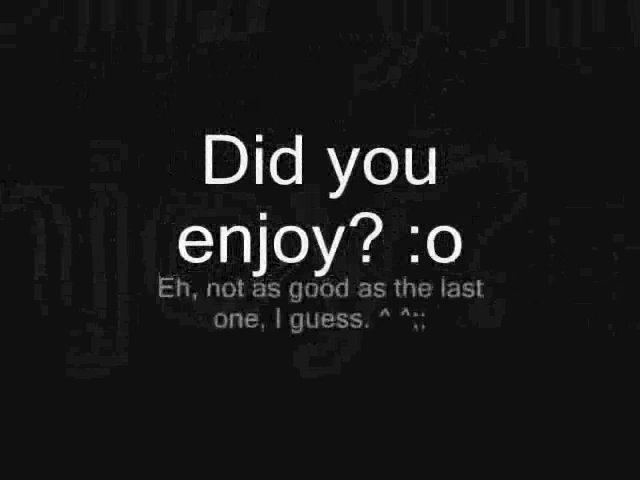 Did you
enjoy? :o
Eh, not as good as the last
one, I guess. ^ ^;;